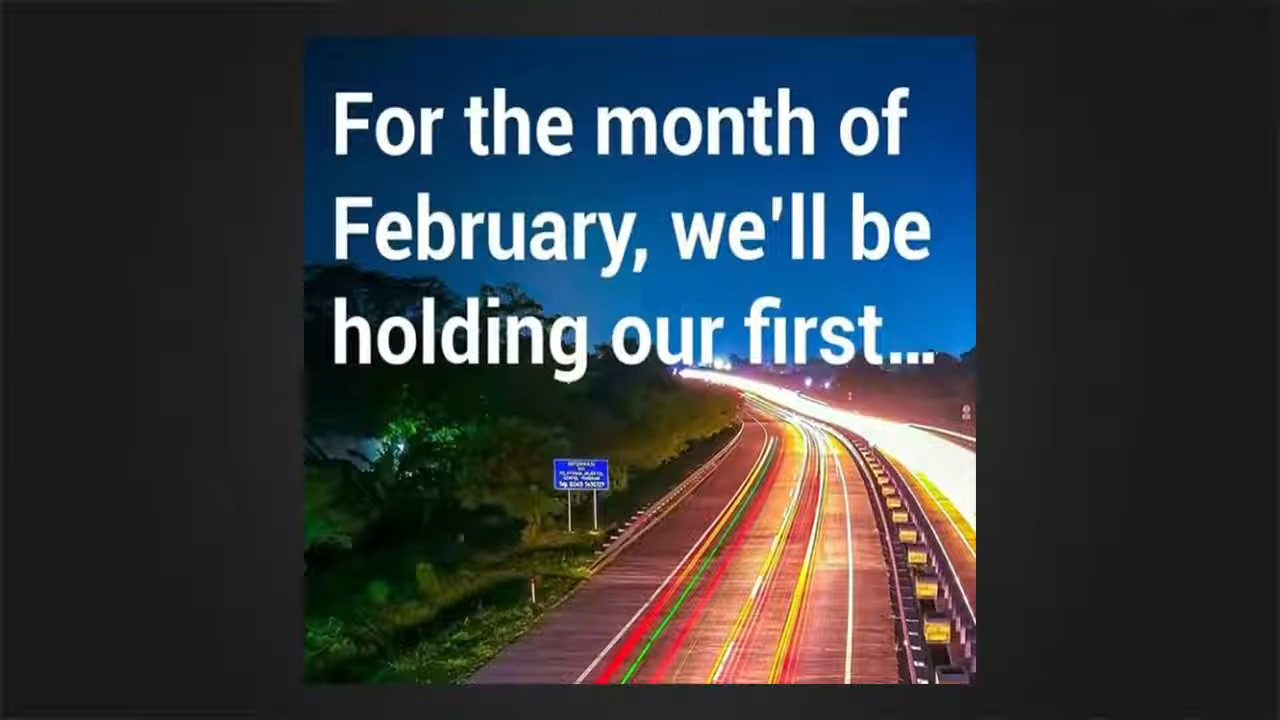 For the month of
February, we'll be
holding our first...